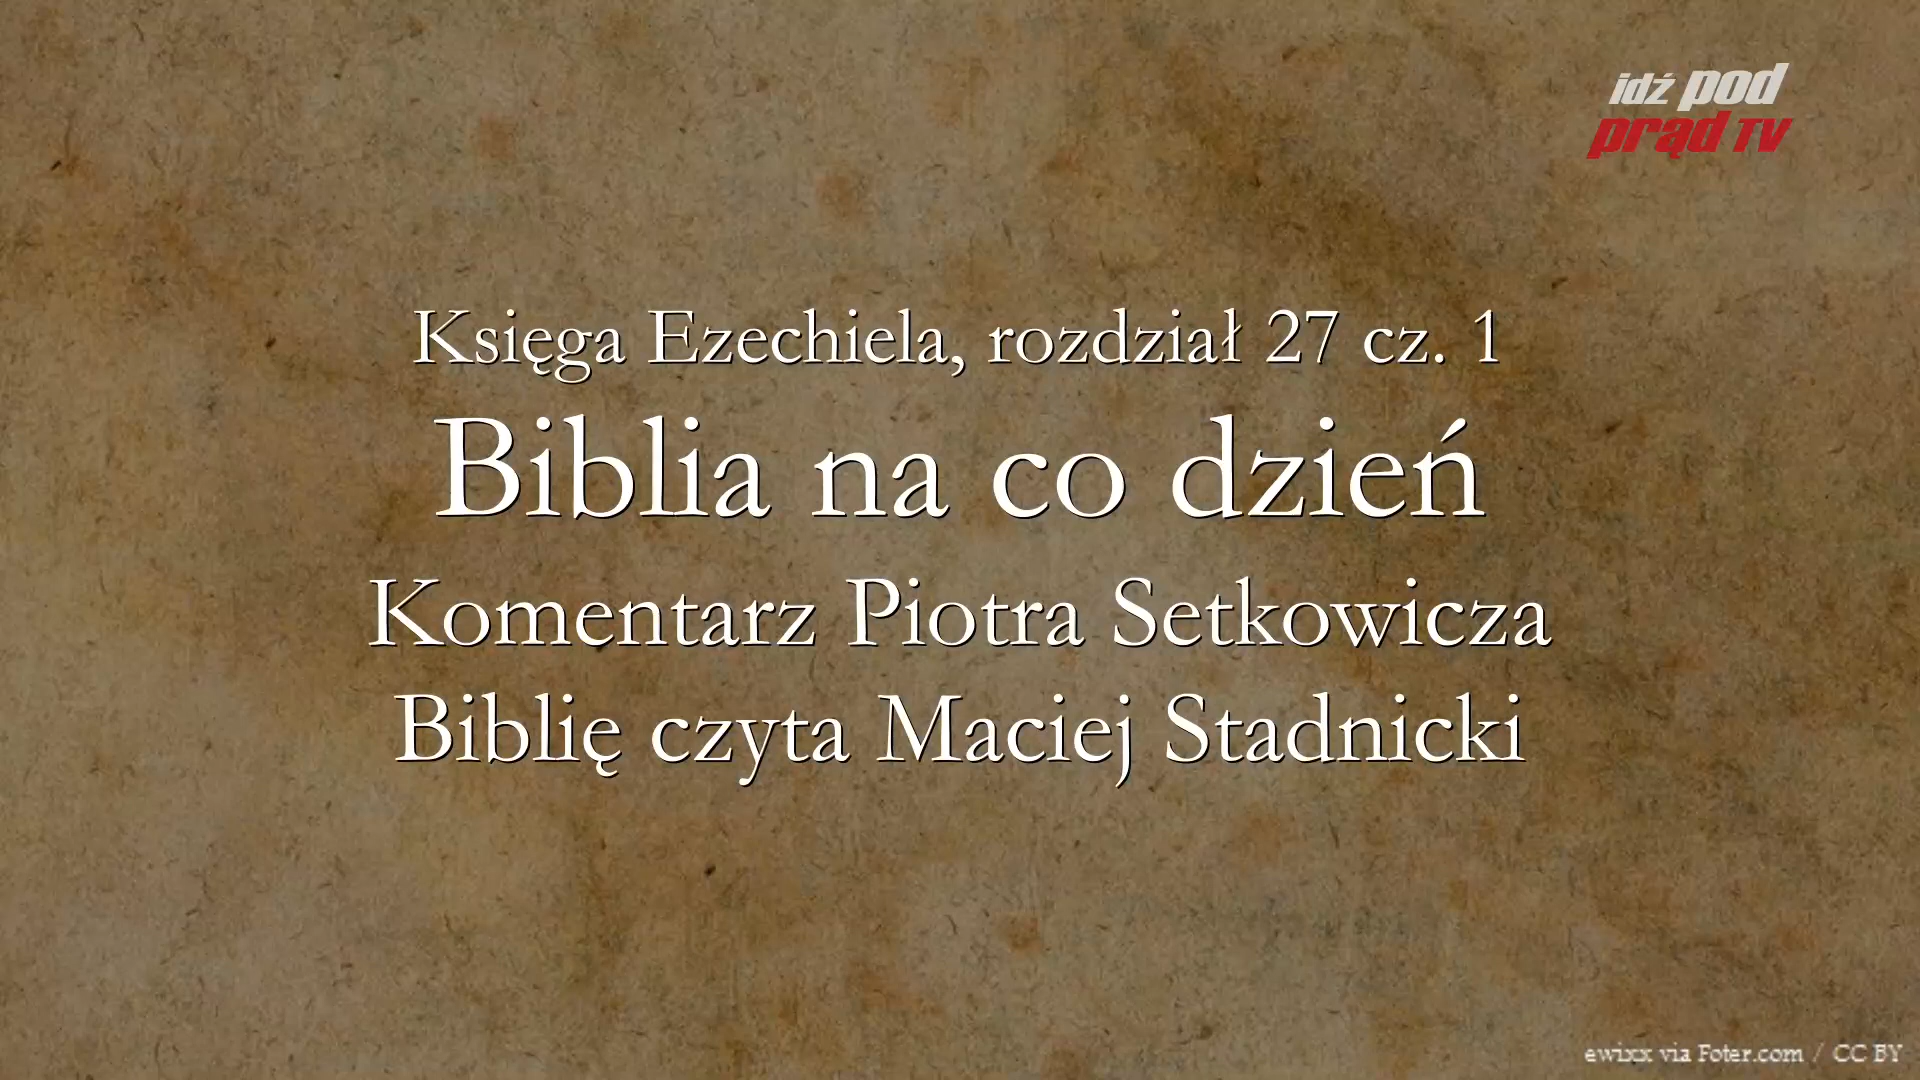 idź pod
prąd TV
Księga Ezechiela, rozdział 27 cz. 1
Biblia na co dzień
Komentarz Piotra Setkowicza
Biblię czyta Maciej Stadnicki
ewixx via Foter.com / CC BY